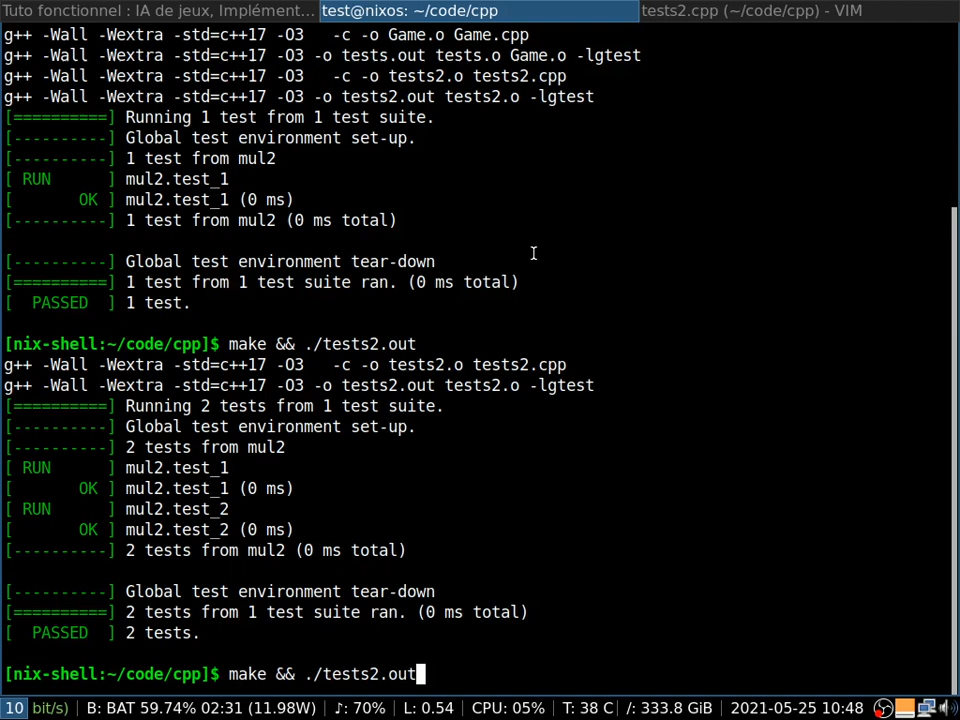 Tuto fonctionnel : IA de jeux, Implément... test@nixos: ~/code/cpp tests2.cpp (~/code/cpp) - VIM
g++ -Wall -Wextra -std=c++17 -O3   -c -o Game.o Game.cpp
g++ -Wall -Wextra -std=c++17 -O3 -o tests.out tests.o Game.o -lgtest
g++ -Wall -Wextra -std=c++17 -O3   -c -o tests2.o tests2.cpp
g++ -Wall -Wextra -std=c++17 -O3 -o tests2.out tests2.o -lgtest
[==========] Running 1 test from 1 test suite.
[----------] Global test environment set-up.
[----------] 1 test from mul2
[ RUN      ] mul2.test_1
[       OK ] mul2.test_1 (0 ms)
[----------] 1 test from mul2 (0 ms total)

[----------] Global test environment tear-down
[==========] 1 test from 1 test suite ran. (0 ms total)
[  PASSED  ] 1 test.

[nix-shell:~/code/cpp]$ make && ./tests2.out
g++ -Wall -Wextra -std=c++17 -O3   -c -o tests2.o tests2.cpp
g++ -Wall -Wextra -std=c++17 -O3 -o tests2.out tests2.o -lgtest
[==========] Running 2 tests from 1 test suite.
[----------] Global test environment set-up.
[----------] 2 tests from mul2
[ RUN      ] mul2.test_1
[       OK ] mul2.test_1 (0 ms)
[ RUN      ] mul2.test_2
[       OK ] mul2.test_2 (0 ms)
[----------] 2 tests from mul2 (0 ms total)

[----------] Global test environment tear-down
[==========] 2 tests from 1 test suite ran. (0 ms total)
[  PASSED  ] 2 tests.

[nix-shell:~/code/cpp]$ make && ./tests2.out
10 bit/s) | B: BAT 59.74% 02:31 (11.98W) | ♪: 70% | L: 0.54 | CPU: 05% | T: 38 C | /: 333.8 GiB | 2021-05-25 10:48